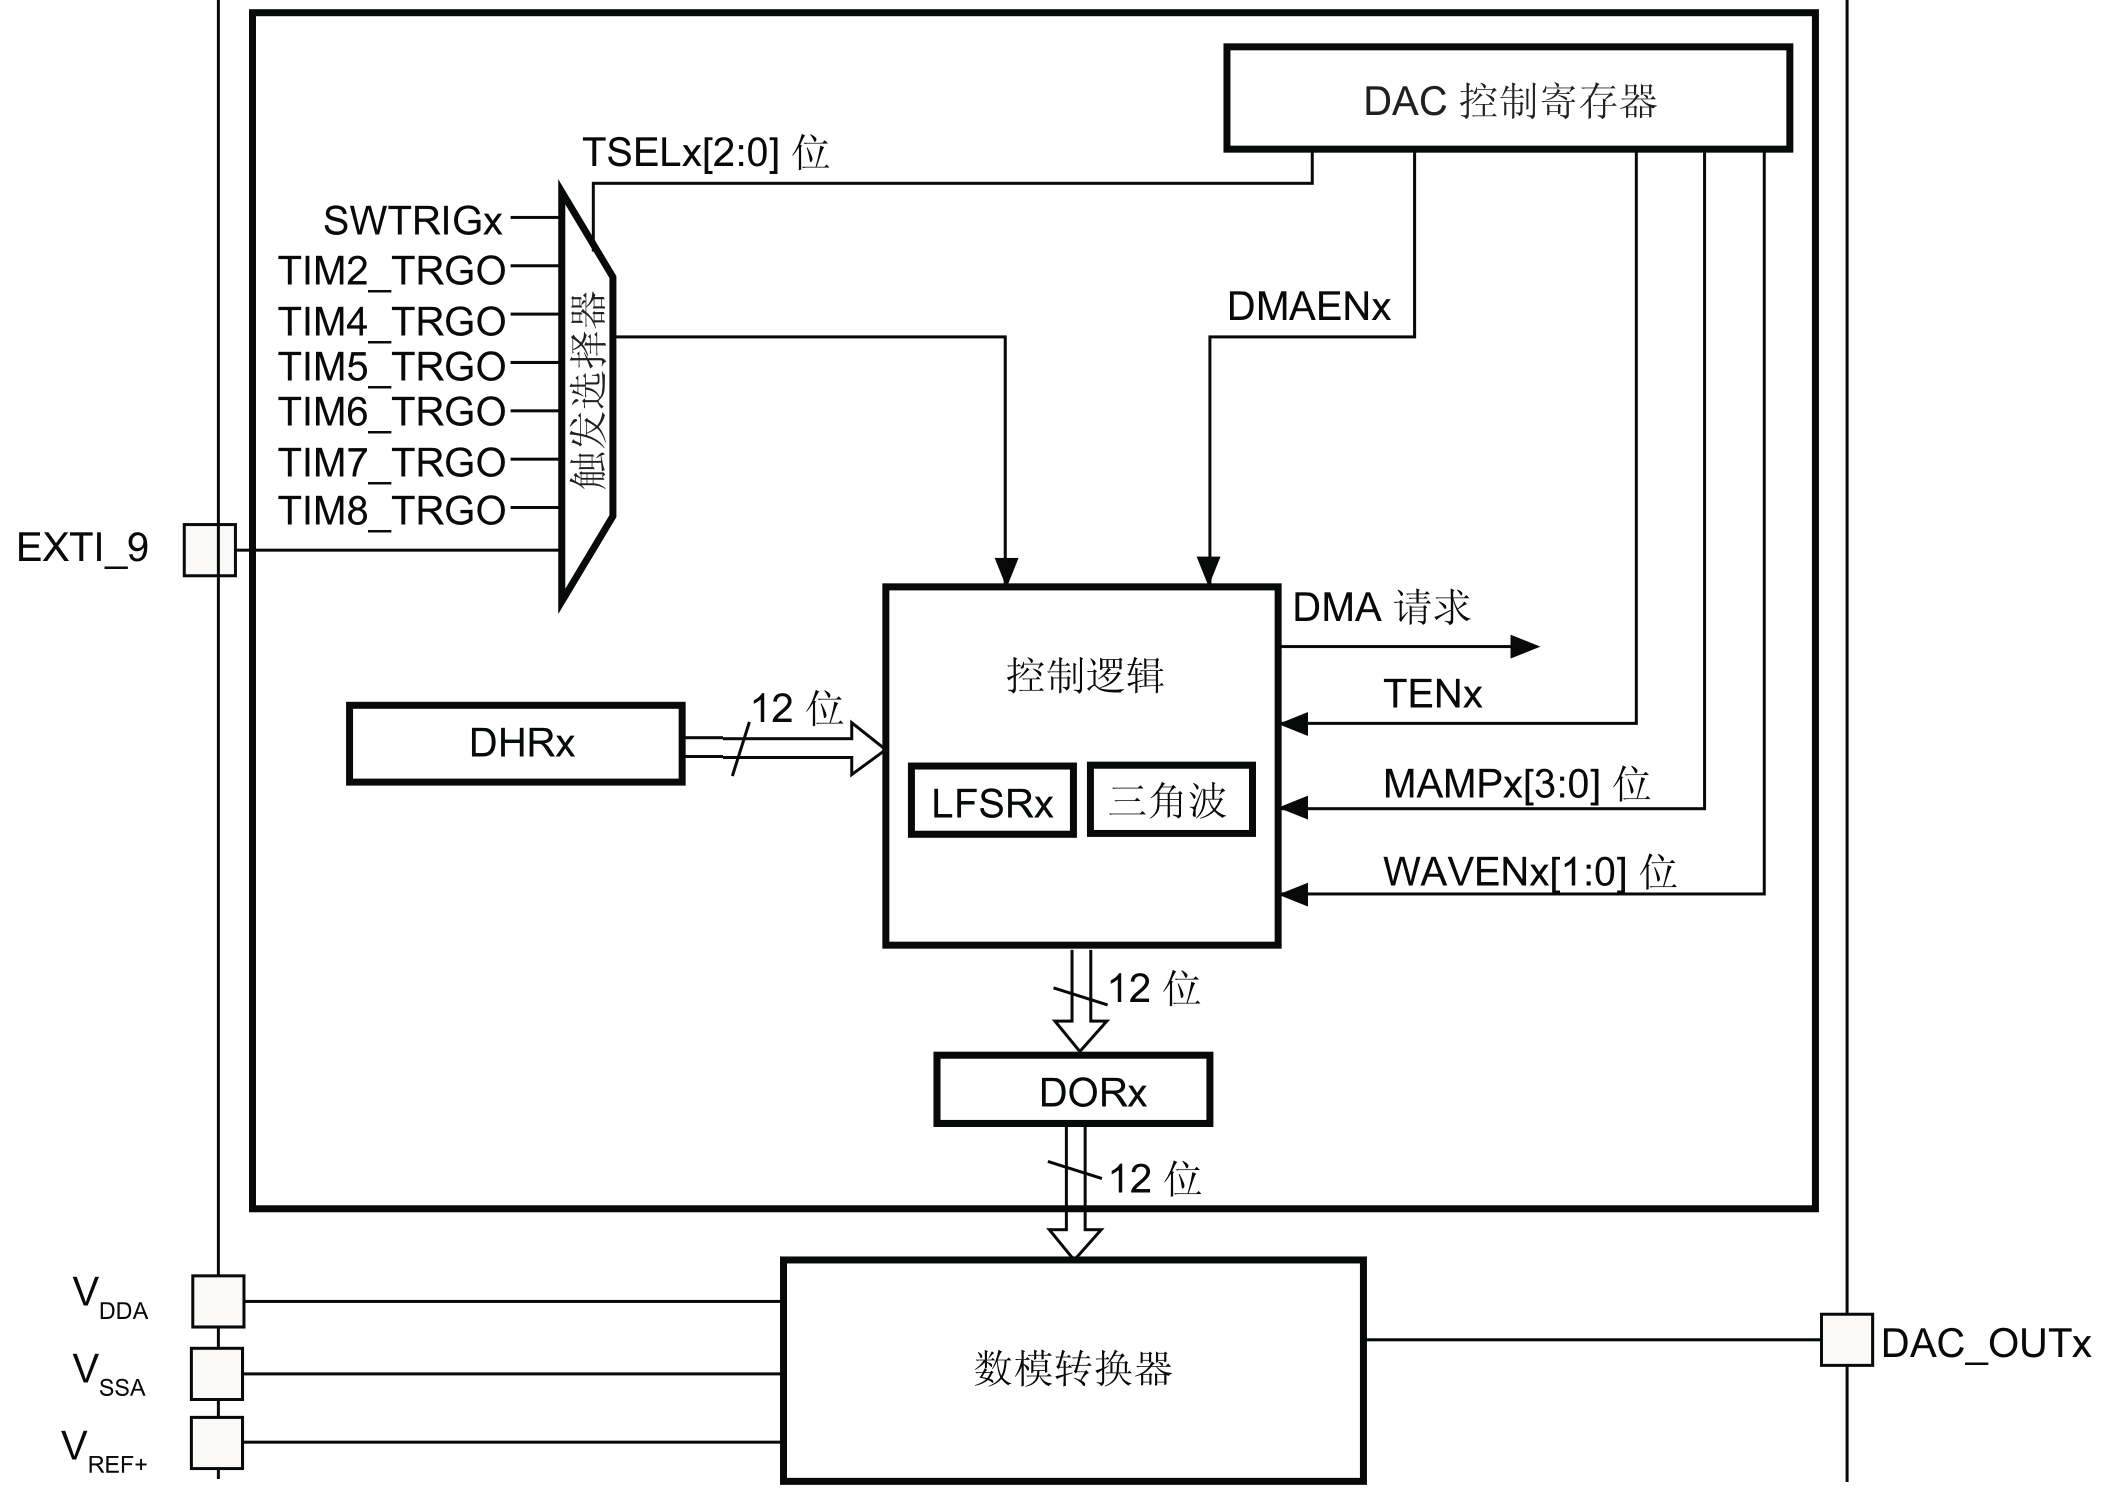 DAC 控制寄存器
TSELx[2:0] 位
SWTRIGx
TIM2_TRGO
TIM4_TRGO
TIM5_TRGO
TIM6_TRGO
TIM7_TRGO
TIM8_TRGO
触发选择器
DMAENx
EXTI_9
DMA 请求
控制逻辑
TENx
12 位
DHRx
MAMPx[3:0] 位
LFSRx
三角波
WAVENx[1:0] 位
12 位
DORx
12 位
VDDA
VSSA
VREF+
数模转换器
DAC_OUTx